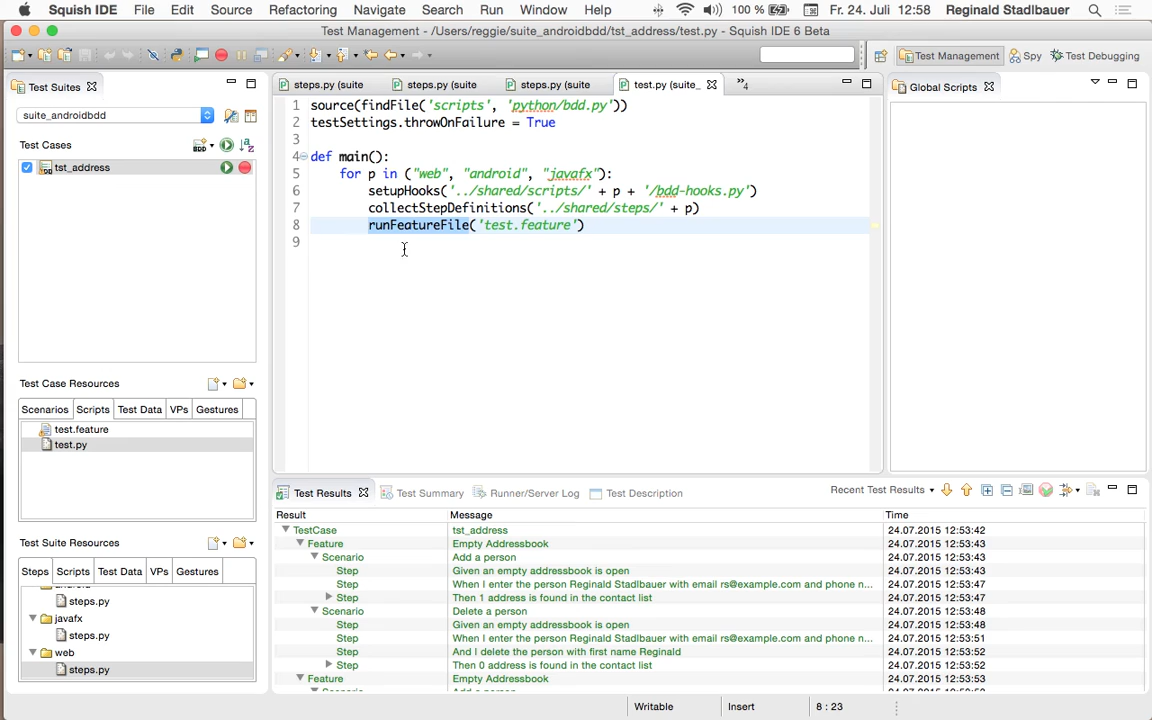 Squish IDE File Edit Source Refactoring Navigate Search Run Window Help 100 % Fr. 24. Juli 12:58 Reginald Stadlbauer
Test Management - /Users/reggie/suite_androidbdd/tst_address/test.py - Squish IDE 6 Beta
Test Management Spy Test Debugging
Test Suites
suite_androidbdd
Test Cases
BDD
tst_address
steps.py (suite steps.py (suite steps.py (suite test.py (suite_ »4
1 source(findFile('scripts', 'python/bdd.py'))
2 testSettings.throwOnFailure = True
3
4 def main():
5 for p in ("web", "android", "javafx"):
6 setupHooks('../shared/scripts/' + p + '/bdd-hooks.py')
7 collectStepDefinitions('../shared/steps/' + p)
8 runFeatureFile('test.feature')
9
Global Scripts
Test Case Resources
Scenarios Scripts Test Data VPs Gestures
test.feature
test.py
Test Suite Resources
Steps Scripts Test Data VPs Gestures
steps.py
javafx
steps.py
web
steps.py
Test Results Test Summary Runner/Server Log Test Description Recent Test Results
Result Message Time
TestCase tst_address 24.07.2015 12:53:42
Feature Empty Addressbook 24.07.2015 12:53:43
Scenario Add a person 24.07.2015 12:53:43
Step Given an empty addressbook is open 24.07.2015 12:53:43
Step When I enter the person Reginald Stadlbauer with email rs@example.com and phone n... 24.07.2015 12:53:47
Step Then 1 address is found in the contact list 24.07.2015 12:53:47
Scenario Delete a person 24.07.2015 12:53:48
Step Given an empty addressbook is open 24.07.2015 12:53:48
Step When I enter the person Reginald Stadlbauer with email rs@example.com and phone n... 24.07.2015 12:53:51
Step And I delete the person with first name Reginald 24.07.2015 12:53:52
Step Then 0 address is found in the contact list 24.07.2015 12:53:52
Feature Empty Addressbook 24.07.2015 12:53:53
Scenario Add a person
Writable Insert 8 : 23